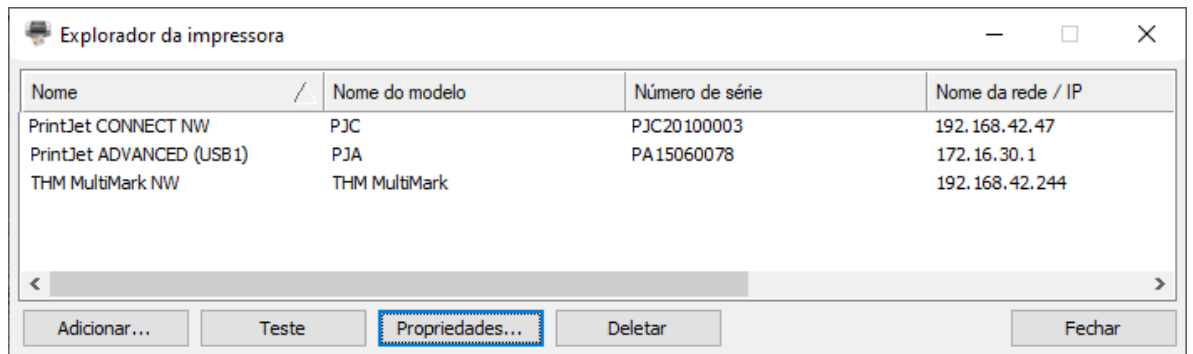 Explorador da impressora
Nome Nome do modelo Número de série Nome da rede / IP
PrintJet CONNECT NW PJC PJC20100003 192.168.42.47
PrintJet ADVANCED (USB1) PJA PA15060078 172.16.30.1
THM MultiMark NW THM MultiMark 192.168.42.244
Adicionar... Teste Propriedades... Deletar Fechar